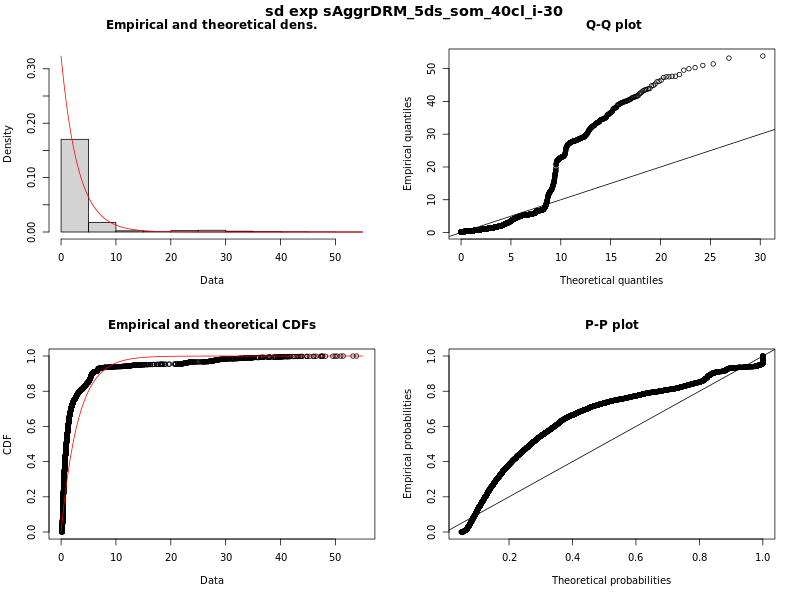 sd exp sAggrDRM_5ds_som_40cl_i-30
Empirical and theoretical dens.
Density
0.00 0.10 0.20 0.30
0 10 20 30 40 50
Data
Q-Q plot
Empirical quantiles
0 10 20 30 40 50
0 5 10 15 20 25 30
Theoretical quantiles
Empirical and theoretical CDFs
CDF
0.0 0.2 0.4 0.6 0.8 1.0
0 10 20 30 40 50
Data
P-P plot
Empirical probabilities
0.0 0.2 0.4 0.6 0.8 1.0
0.2 0.4 0.6 0.8 1.0
Theoretical probabilities